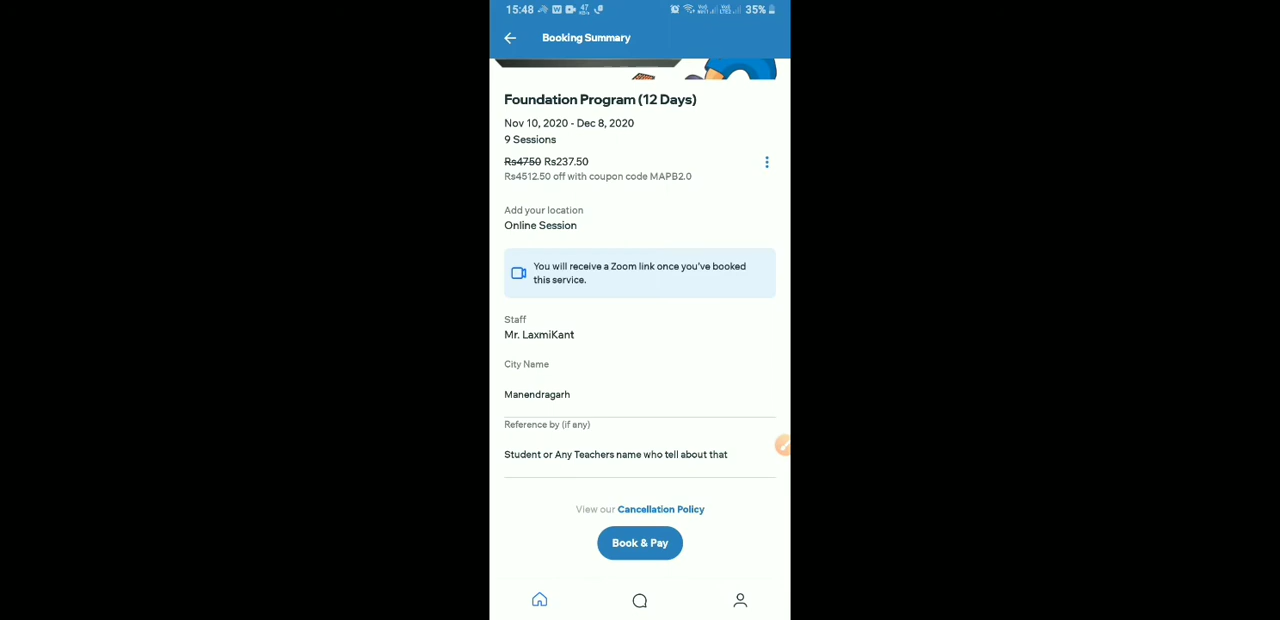 15:48 W 47 35%
Booking Summary
Foundation Program (12 Days)
Nov 10, 2020 - Dec 8, 2020
9 Sessions
Rs4750 Rs237.50
Rs4512.50 off with coupon code MAPB2.0
Add your location
Online Session
You will receive a Zoom link once you've booked
this service.
Staff
Mr. LaxmiKant
City Name
Manendragarh
Reference by (if any)
Student or Any Teachers name who tell about that
View our Cancellation Policy
Book & Pay